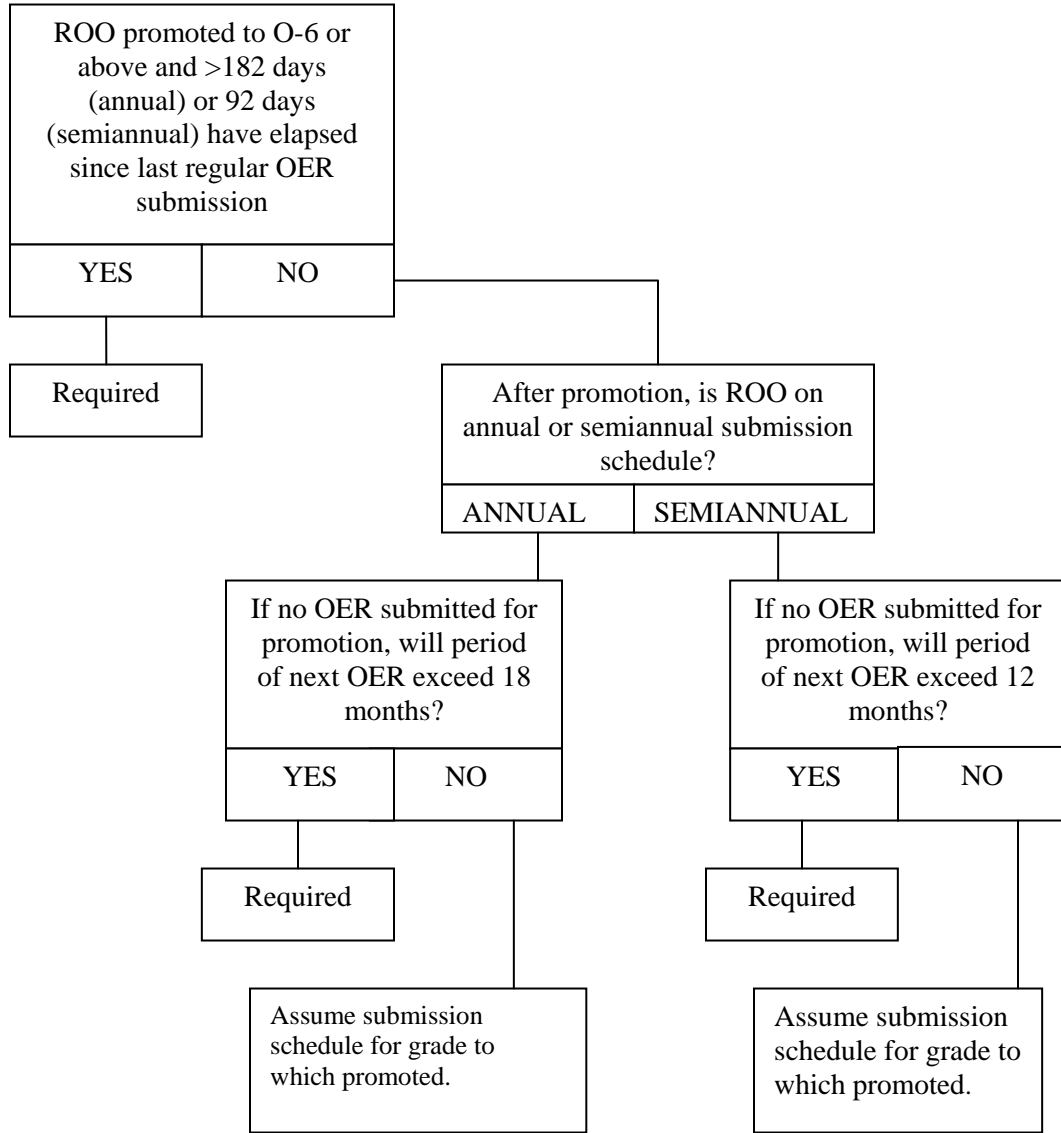 ROO promoted to O-6 or
above and >182 days
(annual) or 92 days
(semiannual) have elapsed
since last regular OER
submission
YES
NO
Required
After promotion, is ROO on
annual or semiannual submission
schedule?
ANNUAL
SEMIANNUAL
If no OER submitted for
promotion, will period
of next OER exceed 18
months?
YES
NO
Required
Assume submission
schedule for grade to
which promoted.
If no OER submitted for
promotion, will period
of next OER exceed 12
months?
YES
NO
Required
Assume submission
schedule for grade to
which promoted.